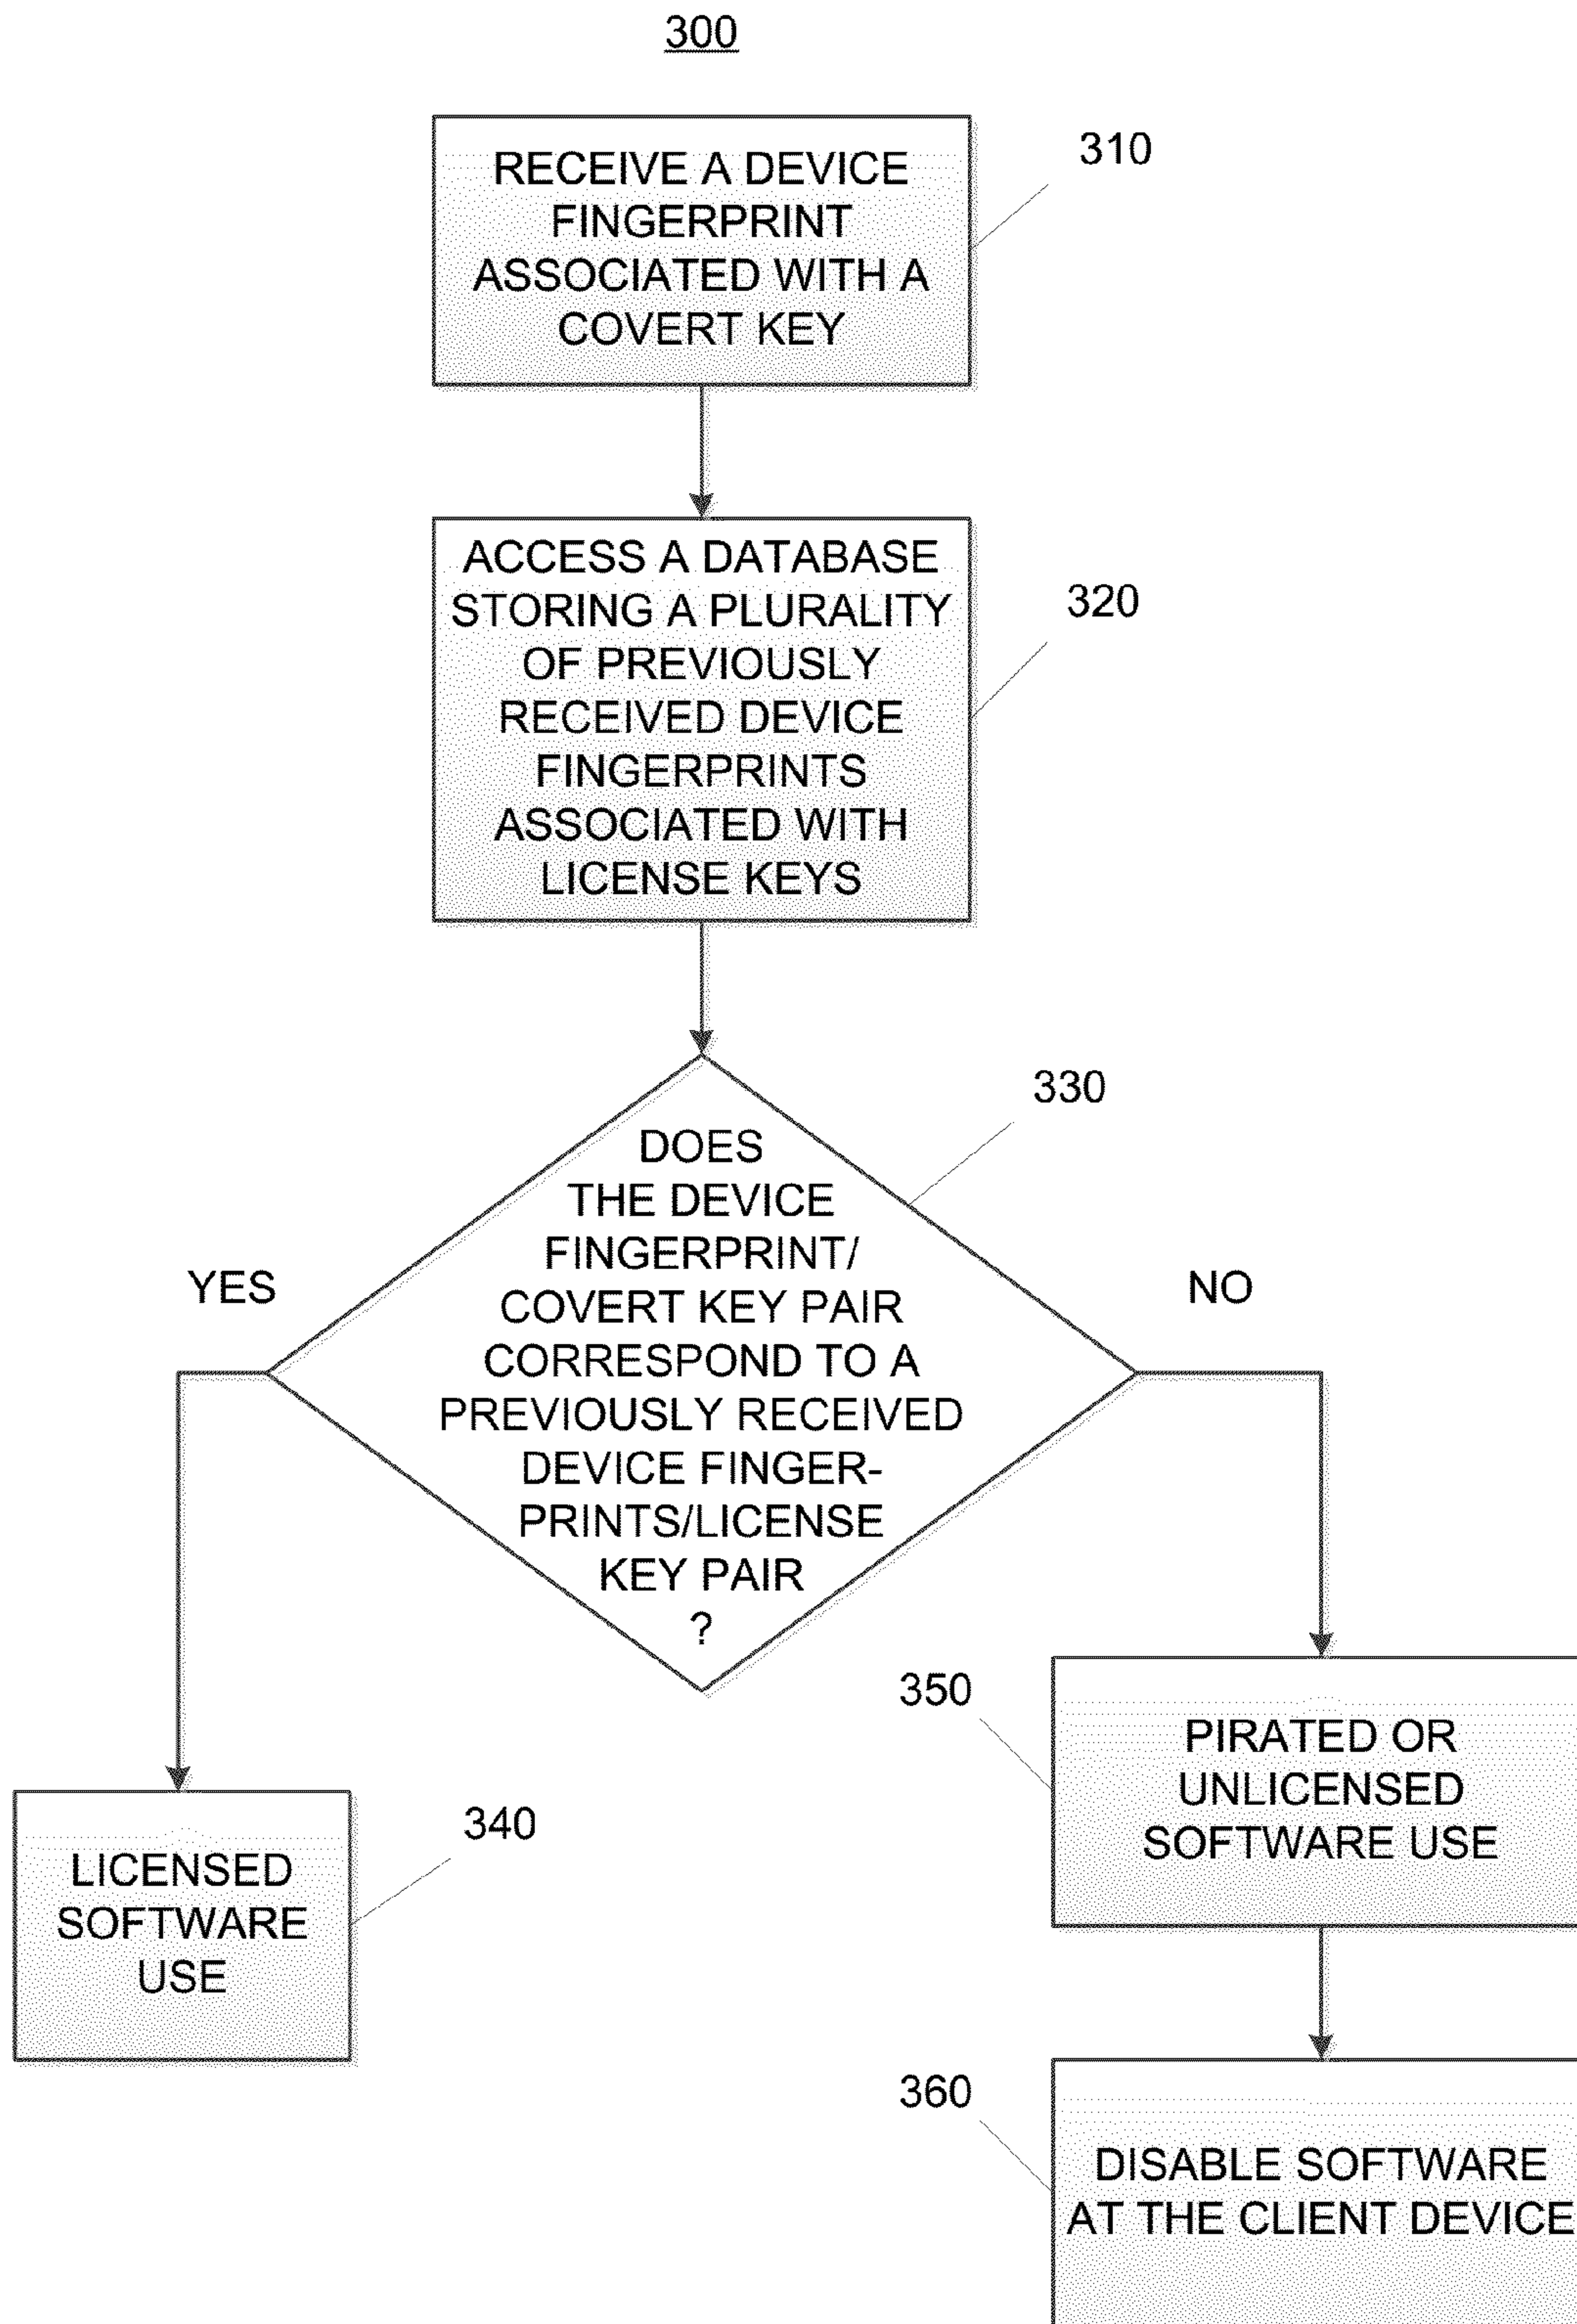 300
RECEIVE A DEVICE
FINGERPRINT
ASSOCIATED WITH A
COVERT KEY
310
ACCESS A DATABASE
STORING A PLURALITY
OF PREVIOUSLY
RECEIVED DEVICE
FINGERPRINTS
ASSOCIATED WITH
LICENSE KEYS
320
DOES
THE DEVICE
FINGERPRINT/
COVERT KEY PAIR
CORRESPOND TO A
PREVIOUSLY RECEIVED
DEVICE FINGER-
PRINTS/LICENSE
KEY PAIR
?
330
YES
NO
LICENSED
SOFTWARE
USE
340
350
PIRATED OR
UNLICENSED
SOFTWARE USE
360
DISABLE SOFTWARE
AT THE CLIENT DEVICE